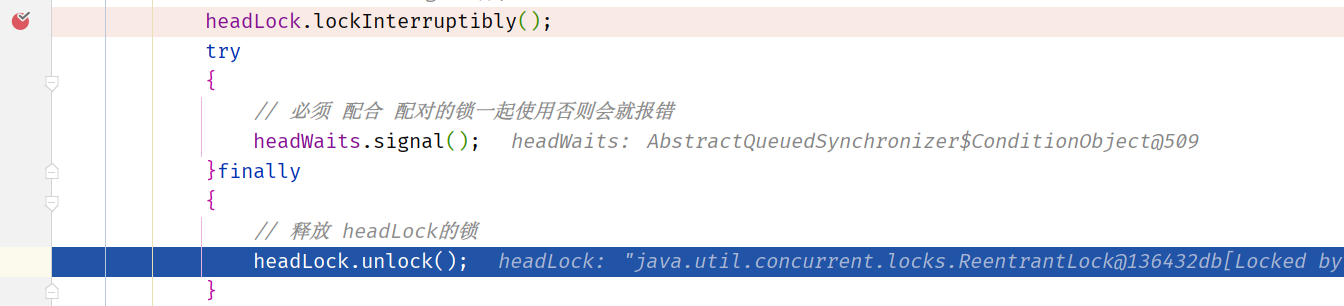 headLock.lockInterruptibly();
try
{
// 必须 配合 配对的锁一起使用否则会就报错
headWaits.signal(); headWaits: AbstractQueuedSynchronizer$ConditionObject@509
}finally
{
// 释放 headLock的锁
headLock.unlock(); headLock: "java.util.concurrent.locks.ReentrantLock@136432db[Locked by
}